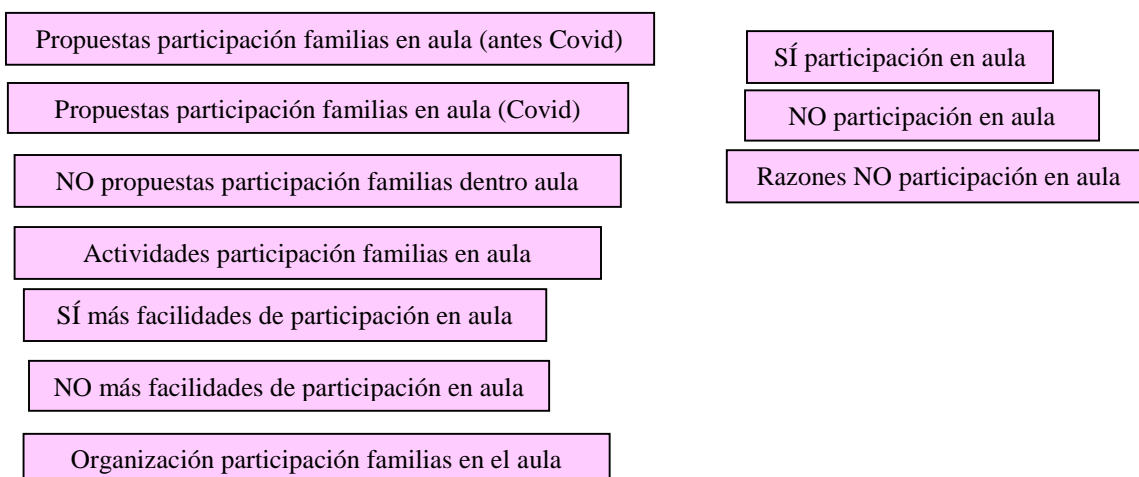 Propuestas participación familias en aula (antes Covid)
Propuestas participación familias en aula (Covid)
NO propuestas participación familias dentro aula
Actividades participación familias en aula
SÍ más facilidades de participación en aula
NO más facilidades de participación en aula
Organización participación familias en el aula
SÍ participación en aula
NO participación en aula
Razones NO participación en aula